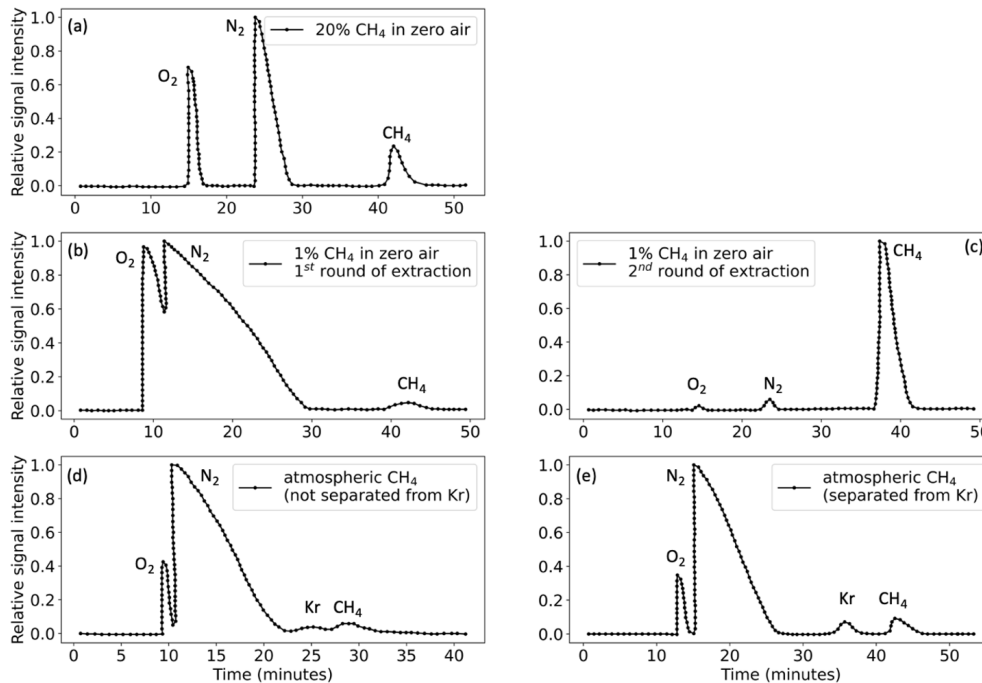 (a)
20% CH₄ in zero air
O₂
N₂
CH₄
Relative signal intensity
1.0
0.8
0.6
0.4
0.2
0.0
0 10 20 30 40 50
(b)
1% CH₄ in zero air
1st round of extraction
O₂
N₂
CH₄
Relative signal intensity
1.0
0.8
0.6
0.4
0.2
0.0
0 10 20 30 40 50
(c)
1% CH₄ in zero air
2nd round of extraction
O₂
N₂
CH₄
1.0
0.8
0.6
0.4
0.2
0.0
0 10 20 30 40
(d)
atmospheric CH₄
(not separated from Kr)
O₂
N₂
Kr
CH₄
Relative signal intensity
1.0
0.8
0.6
0.4
0.2
0.0
0 5 10 15 20 25 30 35 40
Time (minutes)
(e)
atmospheric CH₄
(separated from Kr)
O₂
N₂
Kr
CH₄
1.0
0.8
0.6
0.4
0.2
0.0
0 10 20 30 40 50
Time (minutes)